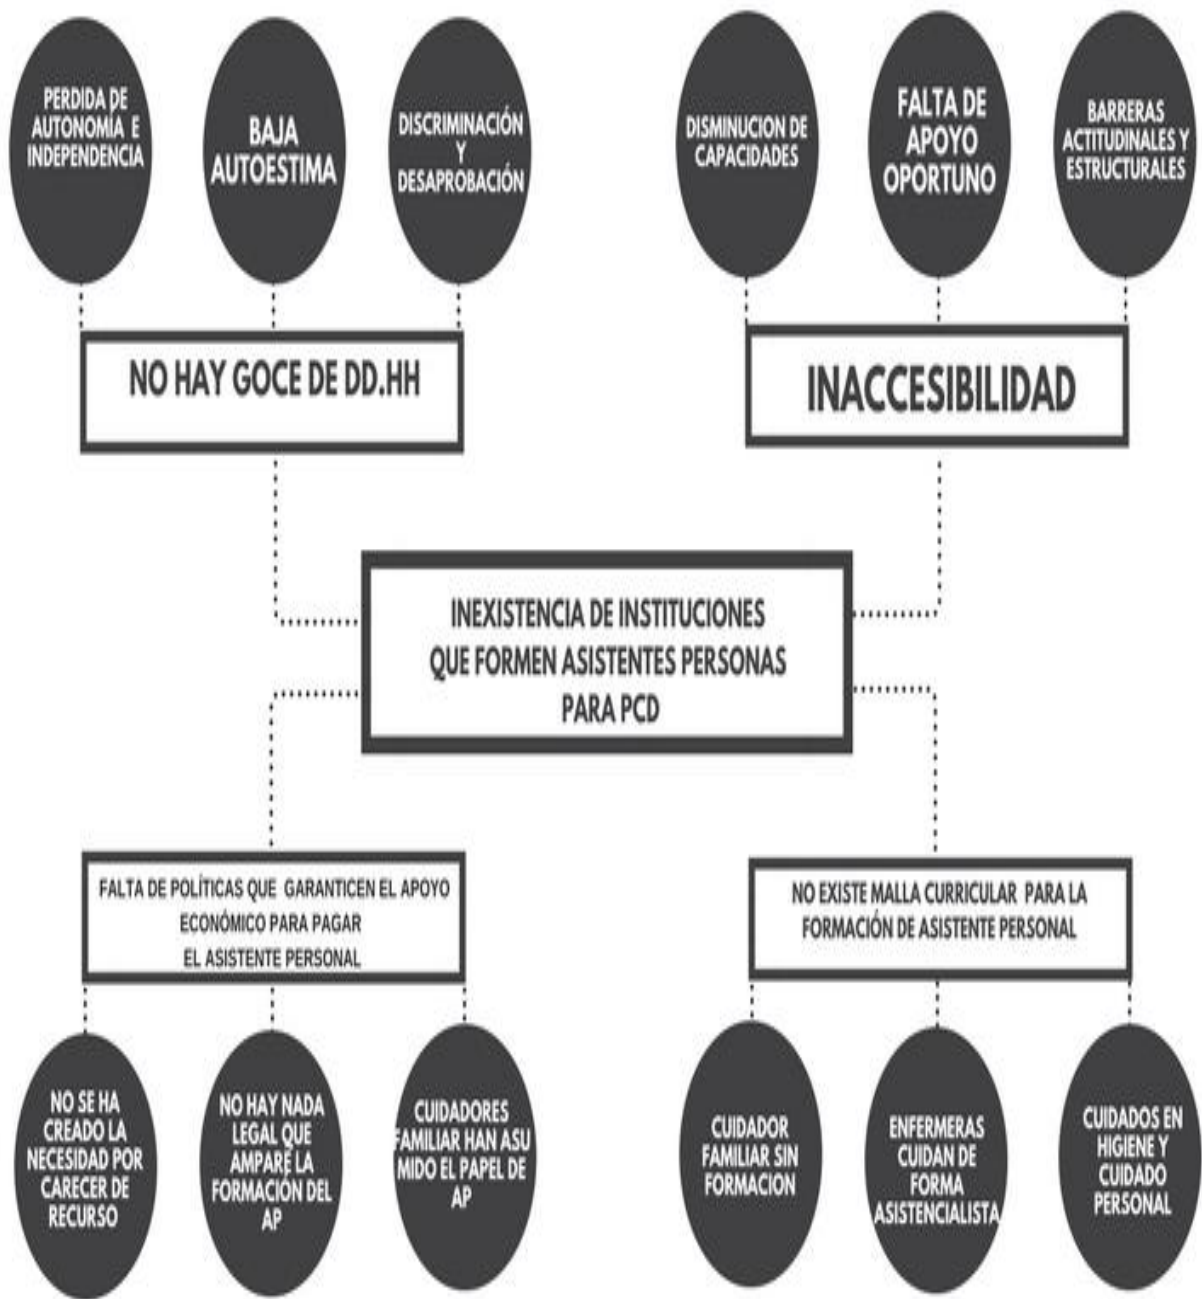 PERDIDA DE
AUTONOMÍA E
INDEPENDENCIA
BAJA
AUTOESTIMA
DISCRIMINACIÓN
Y
DESAPROBACIÓN
DISMINUCION DE
CAPACIDADES
FALTA DE
APOYO
OPORTUNO
BARRERAS
ACTITUDINALES Y
ESTRUCTURALES
NO HAY GOCE DE DD.HH
INACCESIBILIDAD
INEXISTENCIA DE INSTITUCIONES
QUE FORMEN ASISTENTES PERSONAS
PARA PCD
FALTA DE POLÍTICAS QUE GARANTICEN EL APOYO
ECONÓMICO PARA PAGAR
EL ASISTENTE PERSONAL
NO EXISTE MALLA CURRICULAR PARA LA
FORMACIÓN DE ASISTENTE PERSONAL
NO SE HA
CREADO LA
NECESIDAD POR
CARECER DE
RECURSO
NO HAY NADA
LEGAL QUE
AMPARE LA
FORMACIÓN DEL
AP
CUIDADORES
FAMILIAR HAN ASU
MIDO EL PAPEL DE
AP
CUIDADOR
FAMILIAR SIN
FORMACION
ENFERMERAS
CUIDAN DE
FORMA
ASISTENCIALISTA
CUIDADOS EN
HIGIENE Y
CUIDADO
PERSONAL